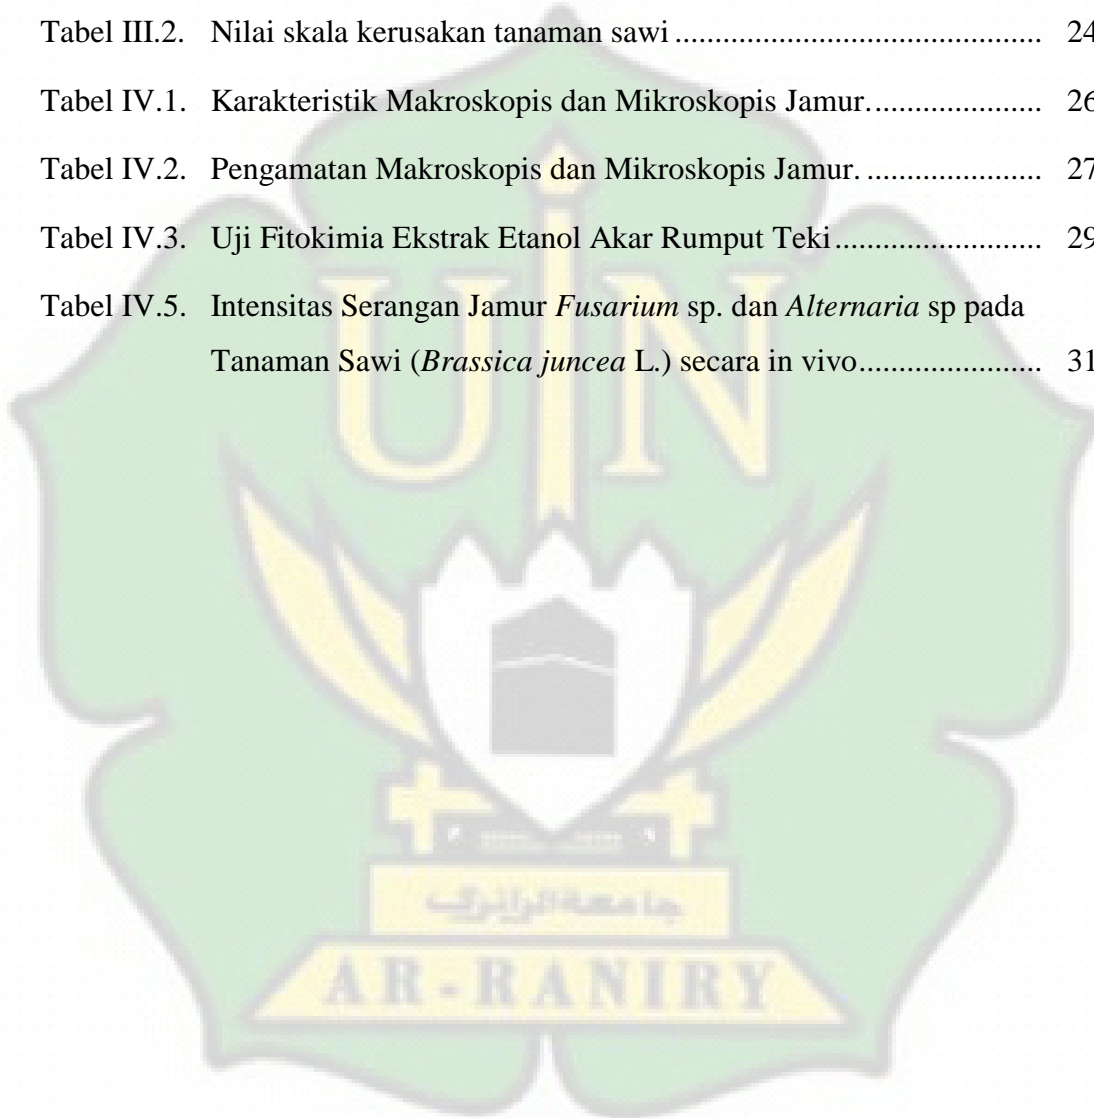 Tabel III.2. Nilai skala kerusakan tanaman sawi ........................................... 24
Tabel IV.1. Karakteristik Makroskopis dan Mikroskopis Jamur. .................... 26
Tabel IV.2. Pengamatan Makroskopis dan Mikroskopis Jamur. ..................... 27
Tabel IV.3. Uji Fitokimia Ekstrak Etanol Akar Rumput Teki ......................... 29
Tabel IV.5. Intensitas Serangan Jamur Fusarium sp. dan Alternaria sp pada
Tanaman Sawi (Brassica juncea L.) secara in vivo...................... 31
UIN
جامعة الرانري
AR-RANIRY